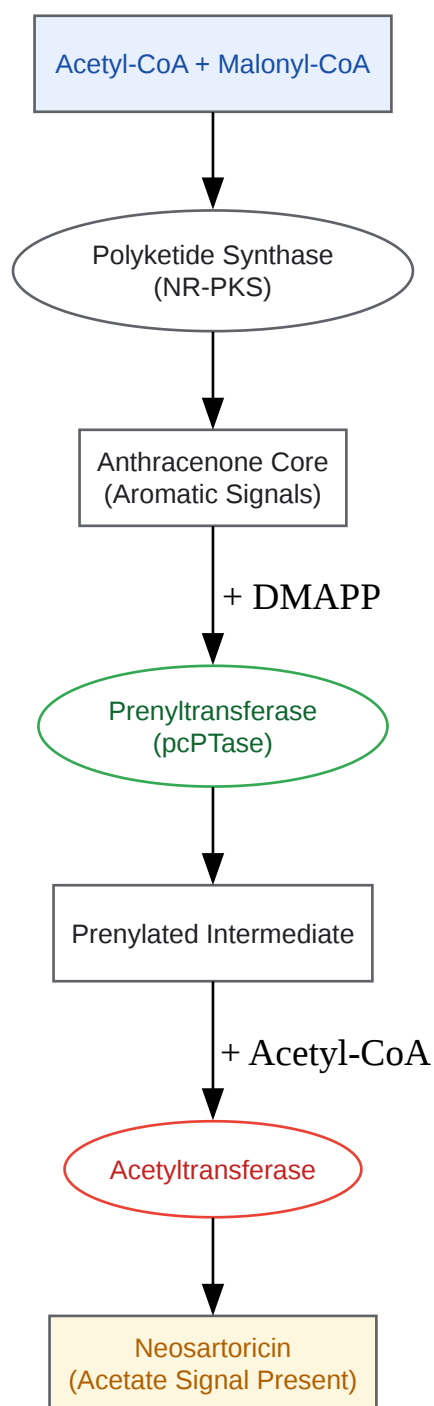 Acetyl-CoA + Malonyl-CoA
Polyketide Synthase
(NR-PKS)
Anthracenone Core
(Aromatic Signals)
+ DMAPP
Prenyltransferase
(pcPTase)
Prenylated Intermediate
+ Acetyl-CoA
Acetyltransferase
Neosartoricin
(Acetate Signal Present)